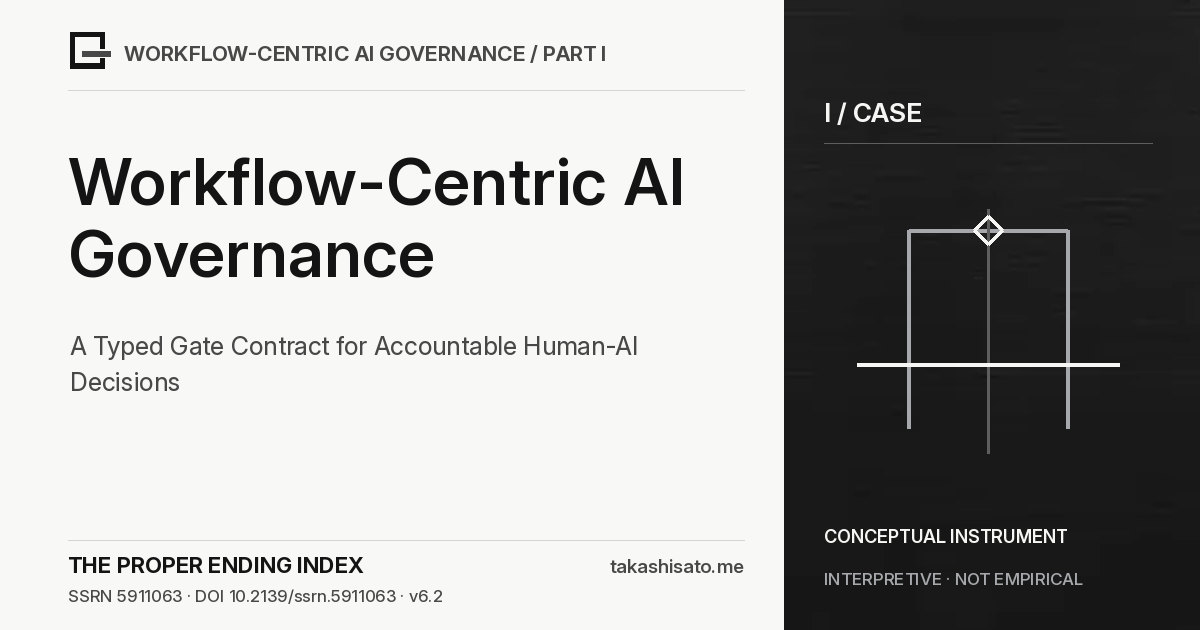 WORKFLOW-CENTRIC AI GOVERNANCE / PART I
Workflow-Centric AI
Governance
A Typed Gate Contract for Accountable Human-AI
Decisions
THE PROPER ENDING INDEX
takashisato.me
SSRN 5911063 · DOI 10.2139/ssrn.5911063 · v6.2
I / CASE
CONCEPTUAL INSTRUMENT
INTERPRETIVE · NOT EMPIRICAL